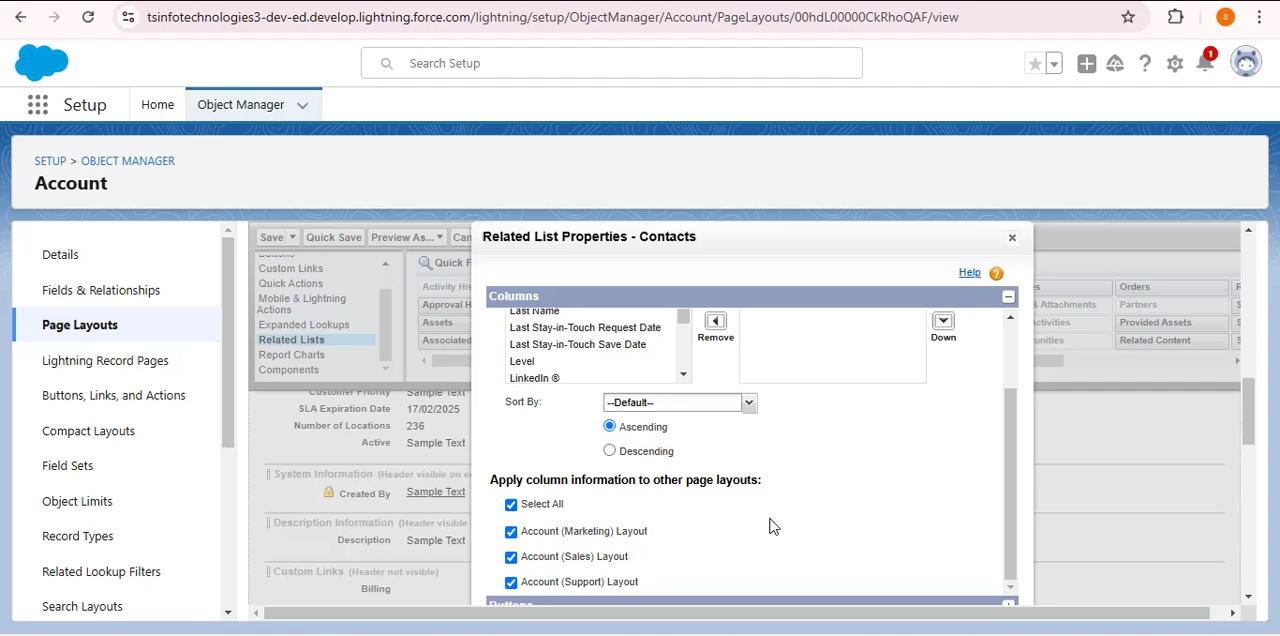 tsinfotechnologies3-dev-ed.develop.lightning.force.com/lightning/setup/ObjectManager/Account/PageLayouts/00hdL00000CkRhoQAF/view
S
Search Setup
1
Setup
Home
Object Manager
SETUP > OBJECT MANAGER
Account
Details
Fields & Relationships
Page Layouts
Lightning Record Pages
Buttons, Links, and Actions
Compact Layouts
Field Sets
Object Limits
Record Types
Related Lookup Filters
Search Layouts
Save
Quick Save
Preview As...
Can
Buttons
Custom Links
Quick Actions
Mobile & Lightning
Actions
Expanded Lookups
Related Lists
Report Charts
Components
Quick F
Activity His
Approval H
Assets
Associated
Orders
& Attachments
Partners
Provided Assets
Related Content
Customer Priority
Sample Text
SLA Expiration Date
17/02/2025
Number of Locations
236
Active
Sample Text
System Information (Header visible on e
Created By
Sample Text
Description Information (Header visible
Description
Sample Text
Custom Links (Header not visible)
Billing
Related List Properties - Contacts
Help
Columns
Last Name
Last Stay-in-Touch Request Date
Last Stay-in-Touch Save Date
Level
LinkedIn ®
Remove
Down
Sort By:
--Default--
Ascending
Descending
Apply column information to other page layouts:
Select All
Account (Marketing) Layout
Account (Sales) Layout
Account (Support) Layout
Buttons